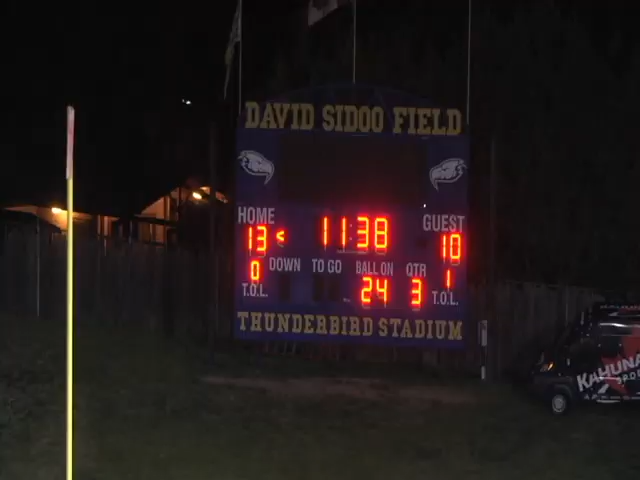 DAVID SIDOO FIELD
HOME GUEST
13 < 11:38 10
DOWN TO GO BALL ON QTR
0 24 3 1
T.O.L. T.O.L.
THUNDERBIRD STADIUM
KAHUNA